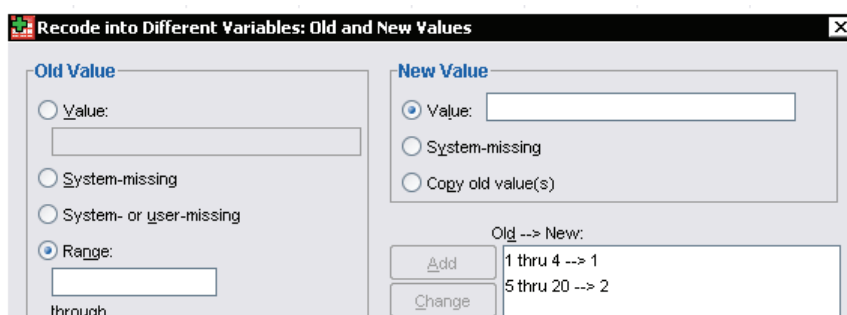 Recode into Different Variables: Old and New Values
Old Value
Value:
System-missing
System- or user-missing
Range:
through
New Value
Value:
System-missing
Copy old value(s)
Old --> New:
Add
Change
1 thru 4 --> 1
5 thru 20 --> 2